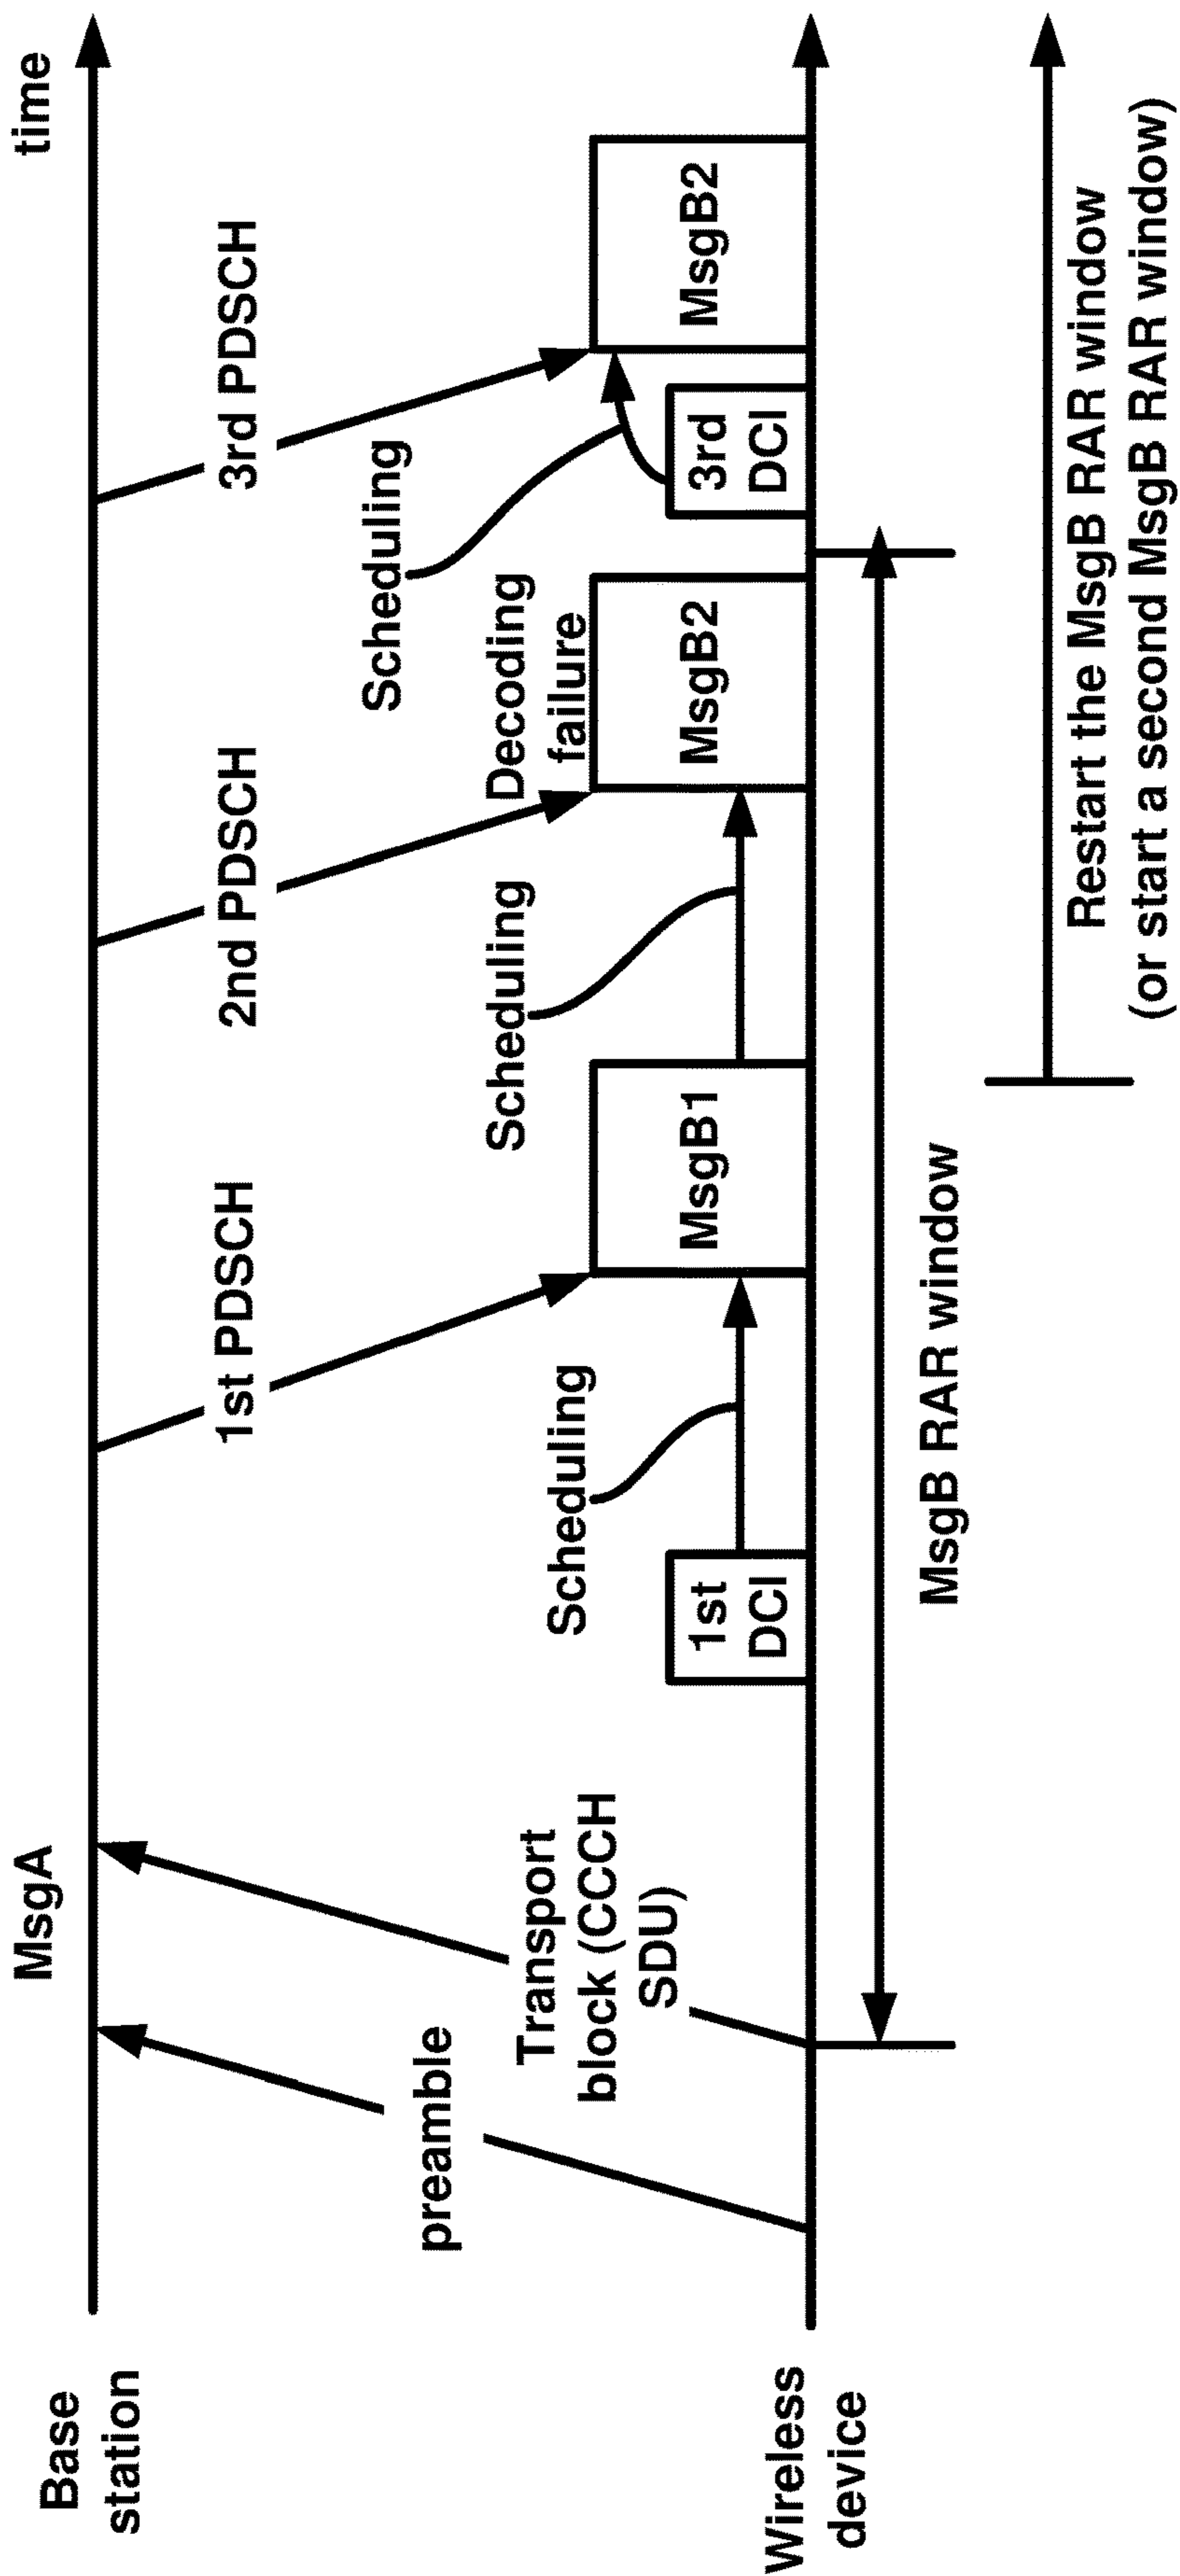 Base
station
MsgA
time
preamble
Transport
block (CCCH
SDU)
1st PDSCH
2nd PDSCH
3rd PDSCH
Scheduling
Scheduling
Scheduling
Decoding
failure
1st
DCI
MsgB1
MsgB2
3rd
DCI
MsgB2
Wireless
device
MsgB RAR window
Restart the MsgB RAR window
(or start a second MsgB RAR window)